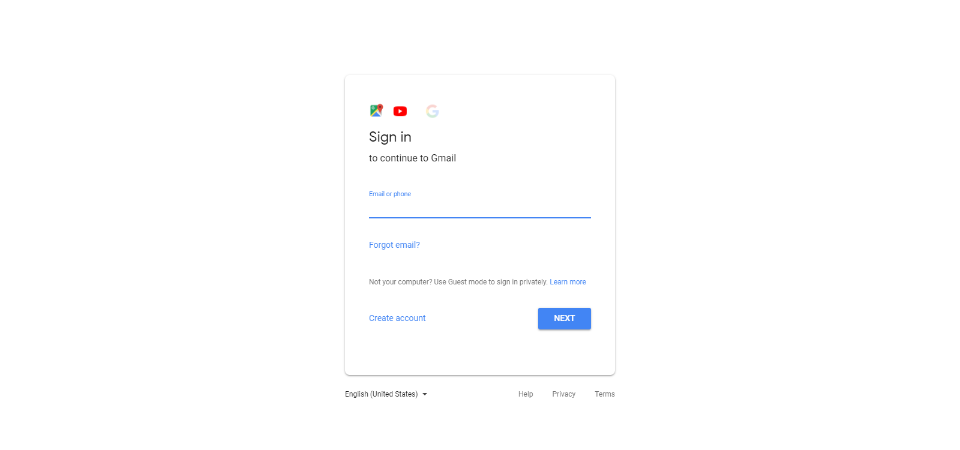 Sign in
to continue to Gmail
Email or phone
Forgot email?
Not your computer? Use Guest mode to sign in privately. Learn more
Create account
NEXT
English (United States)
Help
Privacy
Terms